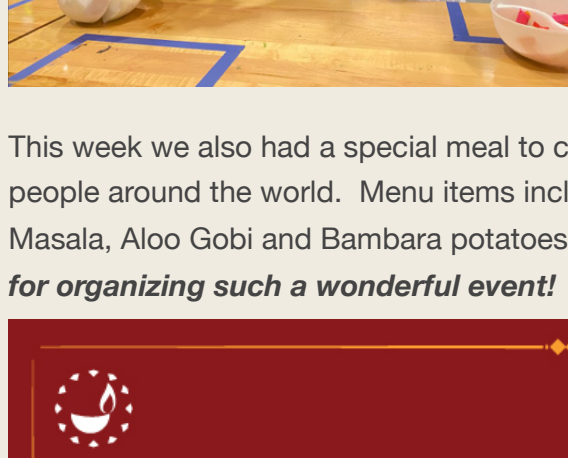 This week we also had a special meal to
people around the world.  Menu items
Masala, Aloo Gobi and Bambara potatoes
for organizing such a wonderful event!